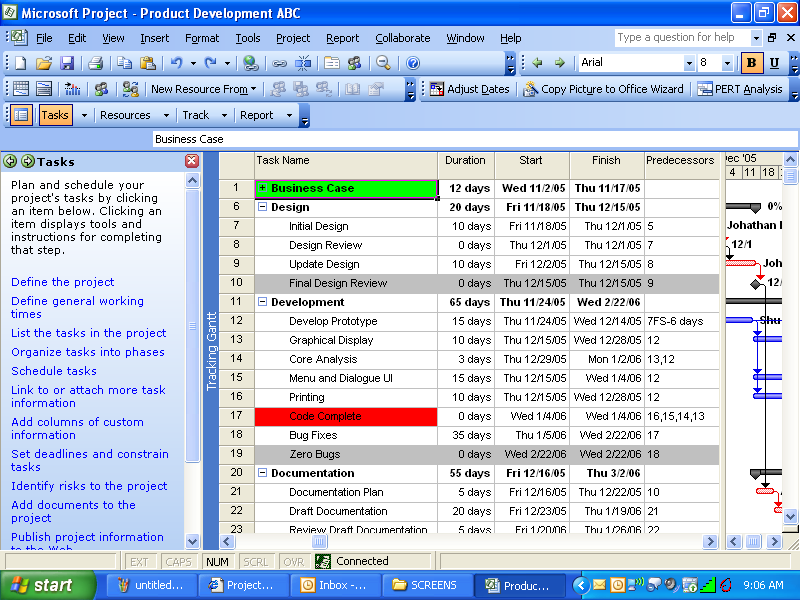 Microsoft Project - Product Development ABC
File Edit View Insert Format Tools Project Report Collaborate Window Help
Type a question for help
Arial 8 B U
New Resource From Adjust Dates Copy Picture to Office Wizard PERT Analysis
Tasks Resources Track Report
Business Case
Tasks
Plan and schedule your
project's tasks by clicking
an item below. Clicking an
item displays tools and
instructions for completing
that step.
Define the project
Define general working
times
List the tasks in the project
Organize tasks into phases
Schedule tasks
Link to or attach more task
information
Add columns of custom
information
Set deadlines and constrain
tasks
Identify risks to the project
Add documents to the
project
Publish project information
to the Web
Tracking Gantt
Task Name Duration Start Finish Predecessors
1 Business Case 12 days Wed 11/2/05 Thu 11/17/05
6 Design 20 days Fri 11/18/05 Thu 12/15/05
7 Initial Design 10 days Fri 11/18/05 Thu 12/1/05 5
8 Design Review 0 days Thu 12/1/05 Thu 12/1/05 7
9 Update Design 10 days Fri 12/2/05 Thu 12/15/05 8
10 Final Design Review 0 days Thu 12/15/05 Thu 12/15/05 9
11 Development 65 days Thu 11/24/05 Wed 2/22/06
12 Develop Prototype 15 days Thu 11/24/05 Wed 12/14/05 7FS-6 days
13 Graphical Display 10 days Thu 12/15/05 Wed 12/28/05 12
14 Core Analysis 3 days Thu 12/29/05 Mon 1/2/06 13,12
15 Menu and Dialogue UI 15 days Thu 12/15/05 Wed 1/4/06 12
16 Printing 10 days Thu 12/15/05 Wed 12/28/05 12
17 Code Complete 0 days Wed 1/4/06 Wed 1/4/06 16,15,14,13
18 Bug Fixes 35 days Thu 1/5/06 Wed 2/22/06 17
19 Zero Bugs 0 days Wed 2/22/06 Wed 2/22/06 18
20 Documentation 55 days Fri 12/16/05 Thu 3/2/06
21 Documentation Plan 5 days Fri 12/16/05 Thu 12/22/05 10
22 Draft Documentation 20 days Fri 12/23/05 Thu 1/19/06 21
23 Review Draft Documentation 5 days Fri 1/20/06 Thu 1/26/06 22
Dec '05
4 11 18
0%
Johathan
12/1
Joh
12/
Shu
EXT CAPS NUM SCRL OVR Connected
start untitled... Project... Inbox -... SCREENS Produc... 9:06 AM